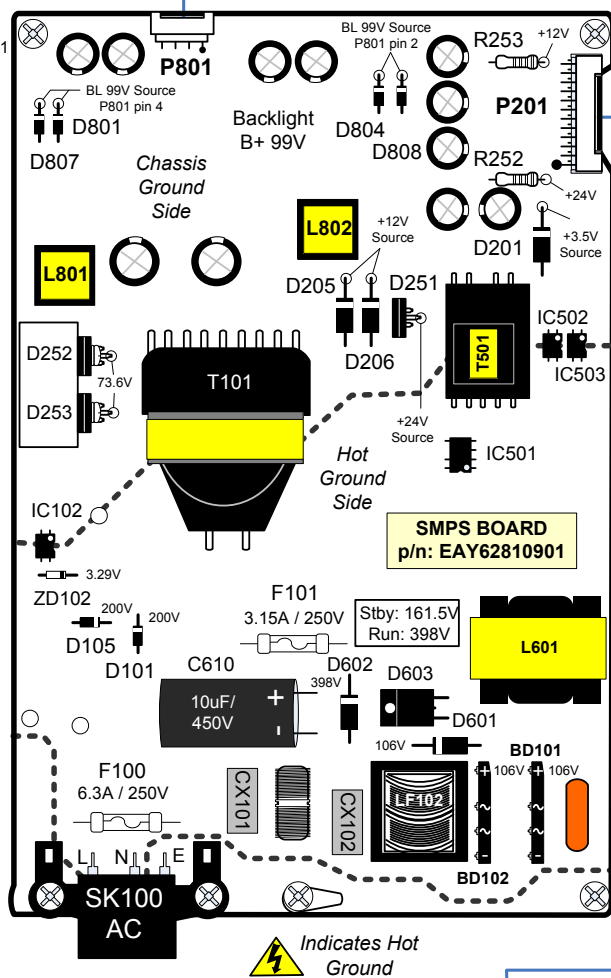 1
P801
BL 99V Source
P801 pin 4
D801
D807
Backlight
B+ 99V
BL 99V Source
P801 pin 2
D804
D808
R253
+12V
P201
R252
+24V
Chassis
Ground
Side
L802
L801
+12V
Source
D201
+3.5V
Source
D205
D251
D206
IC502
T501
IC503
D252
73.6V
D253
T101
+24V
Source
IC501
Hot
Ground
Side
IC102
3.29V
ZD102
SMPS BOARD
p/n: EAY62810901
200V
D105
200V
D101
F101
3.15A / 250V
Stby: 161.5V
Run: 398V
L601
C610
10uF/
450V
+
-
398V
D602
D603
D601
106V
F100
6.3A / 250V
CX101
CX102
LF102
BD101
+ 106V
~
~
-
+ 106V
~
~
-
BD102
L
N
E
SK100
AC
Indicates Hot
Ground